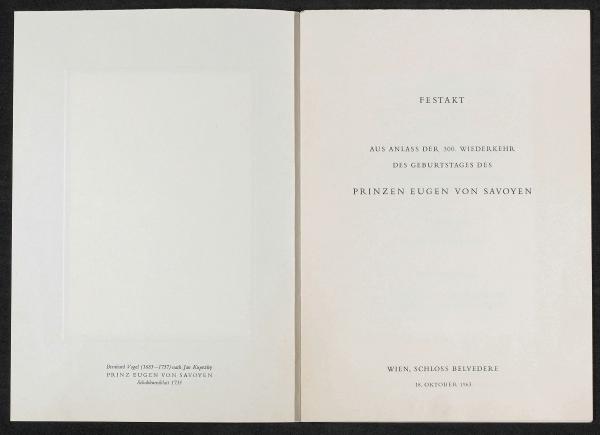 Bernhard Vogel (1683—1737) nach Jan Kupetzky
PRINZ EUGEN VON SAVOYEN
Schabkunstblatt 1735
FESTAKT
AUS ANLASS DER 300. WIEDERKEHR
DES GEBURTSTAGES DES
PRINZEN EUGEN VON SAVOYEN
WIEN, SCHLOSS BELVEDERE
18. OKTOBER 1963